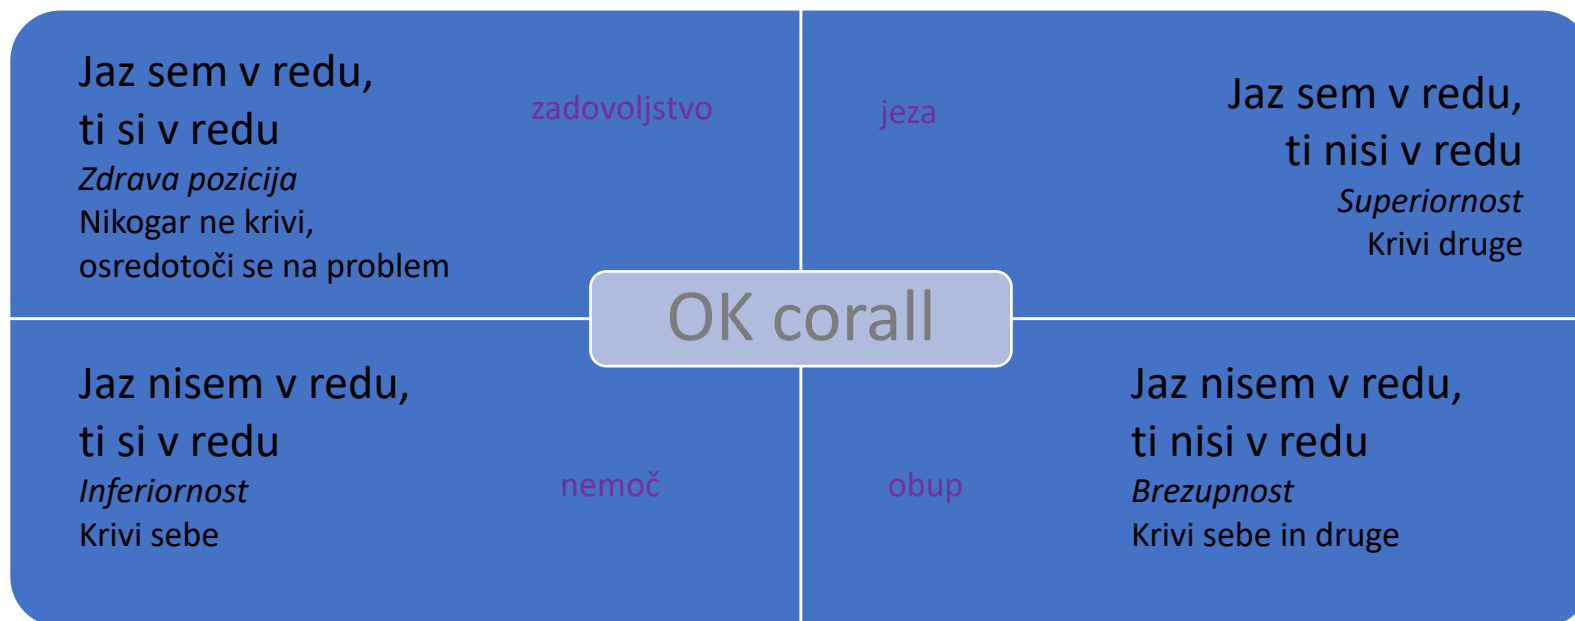 Jaz sem v redu,
ti si v redu
Zdrava pozicija
Nikogar ne krivi,
osredotoči se na problem
zadovoljstvo
jeza
Jaz sem v redu,
ti nisi v redu
Superiornost
Krivi druge
OK corall
Jaz nisem v redu,
ti si v redu
Inferiornost
Krivi sebe
nemoč
obup
Jaz nisem v redu,
ti nisi v redu
Brezupnost
Krivi sebe in druge